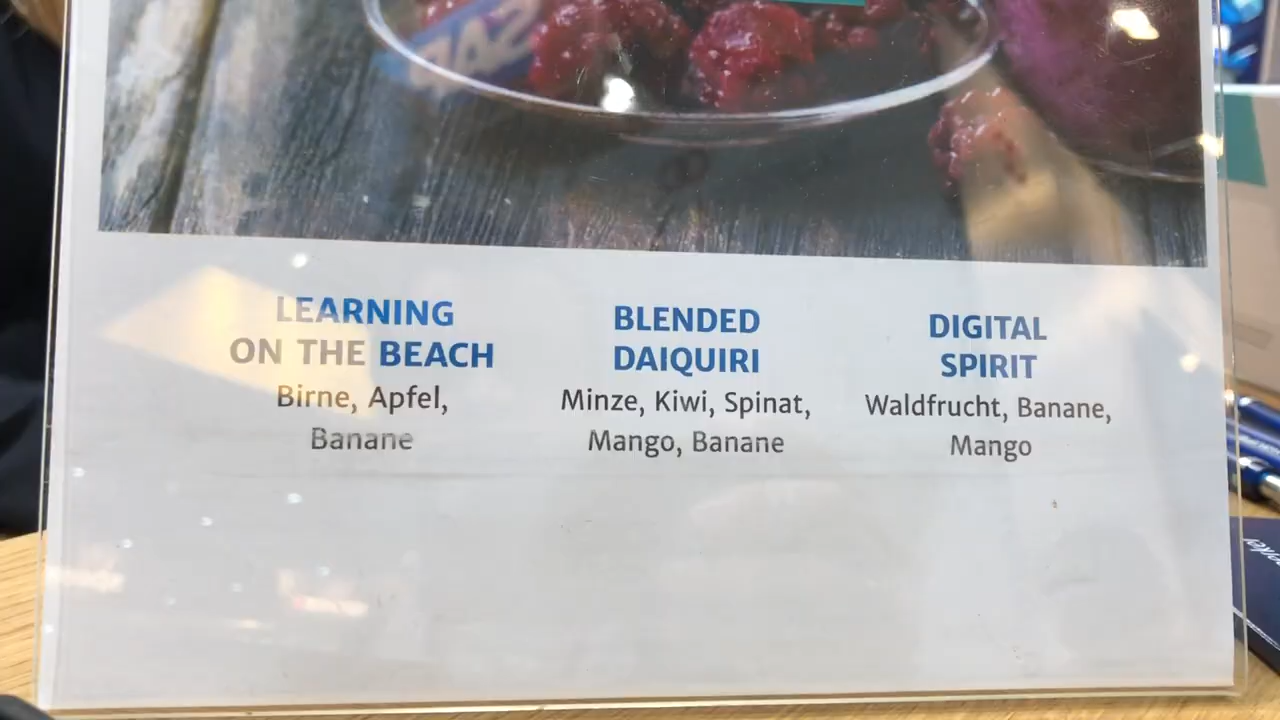 LEARNING
ON THE BEACH
Birne, Apfel,
Banane
BLENDED
DAIQUIRI
Minze, Kiwi, Spinat,
Mango, Banane
DIGITAL
SPIRIT
Waldfrucht, Banane,
Mango